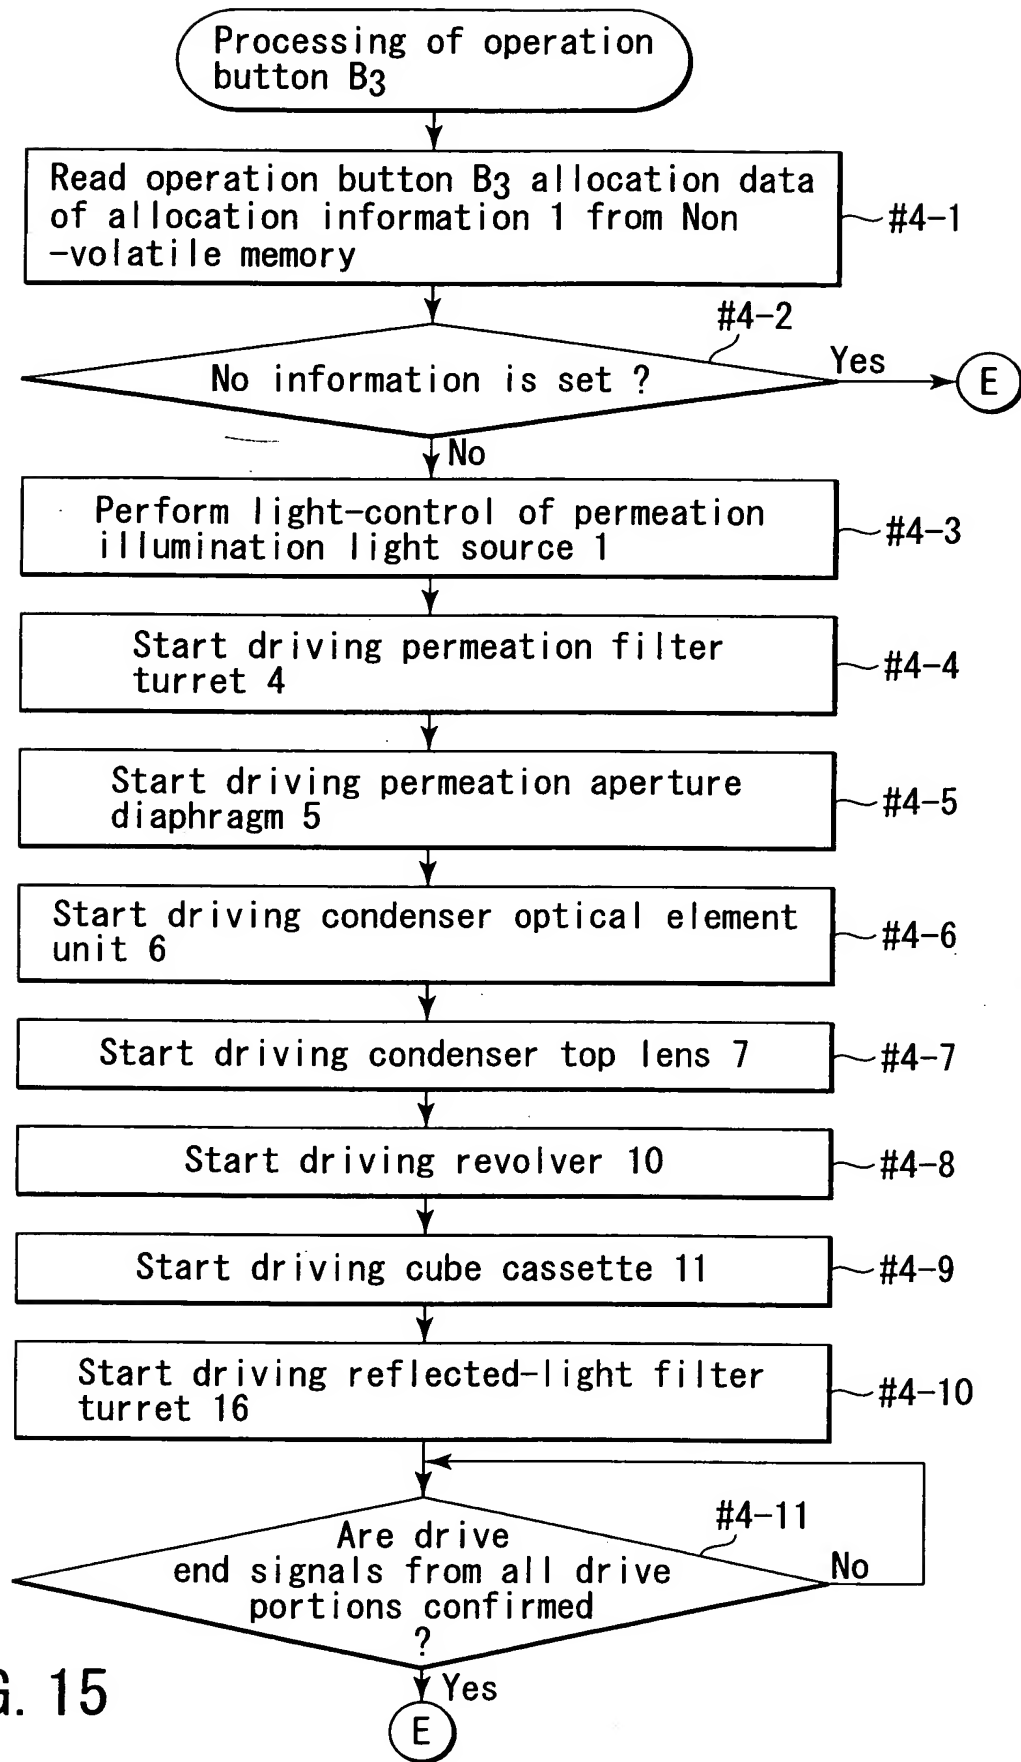 Processing of operation
button B3
Read operation button B3 allocation data
of allocation information 1 from Non
-volatile memory
#4-1
#4-2
No information is set ?
Yes
E
No
Perform light-control of permeation
illumination light source 1
#4-3
Start driving permeation filter
turret 4
#4-4
Start driving permeation aperture
diaphragm 5
#4-5
Start driving condenser optical element
unit 6
#4-6
Start driving condenser top lens 7
#4-7
Start driving revolver 10
#4-8
Start driving cube cassette 11
#4-9
Start driving reflected-light filter
turret 16
#4-10
#4-11
Are drive
end signals from all drive
portions confirmed
?
No
Yes
E
G. 15